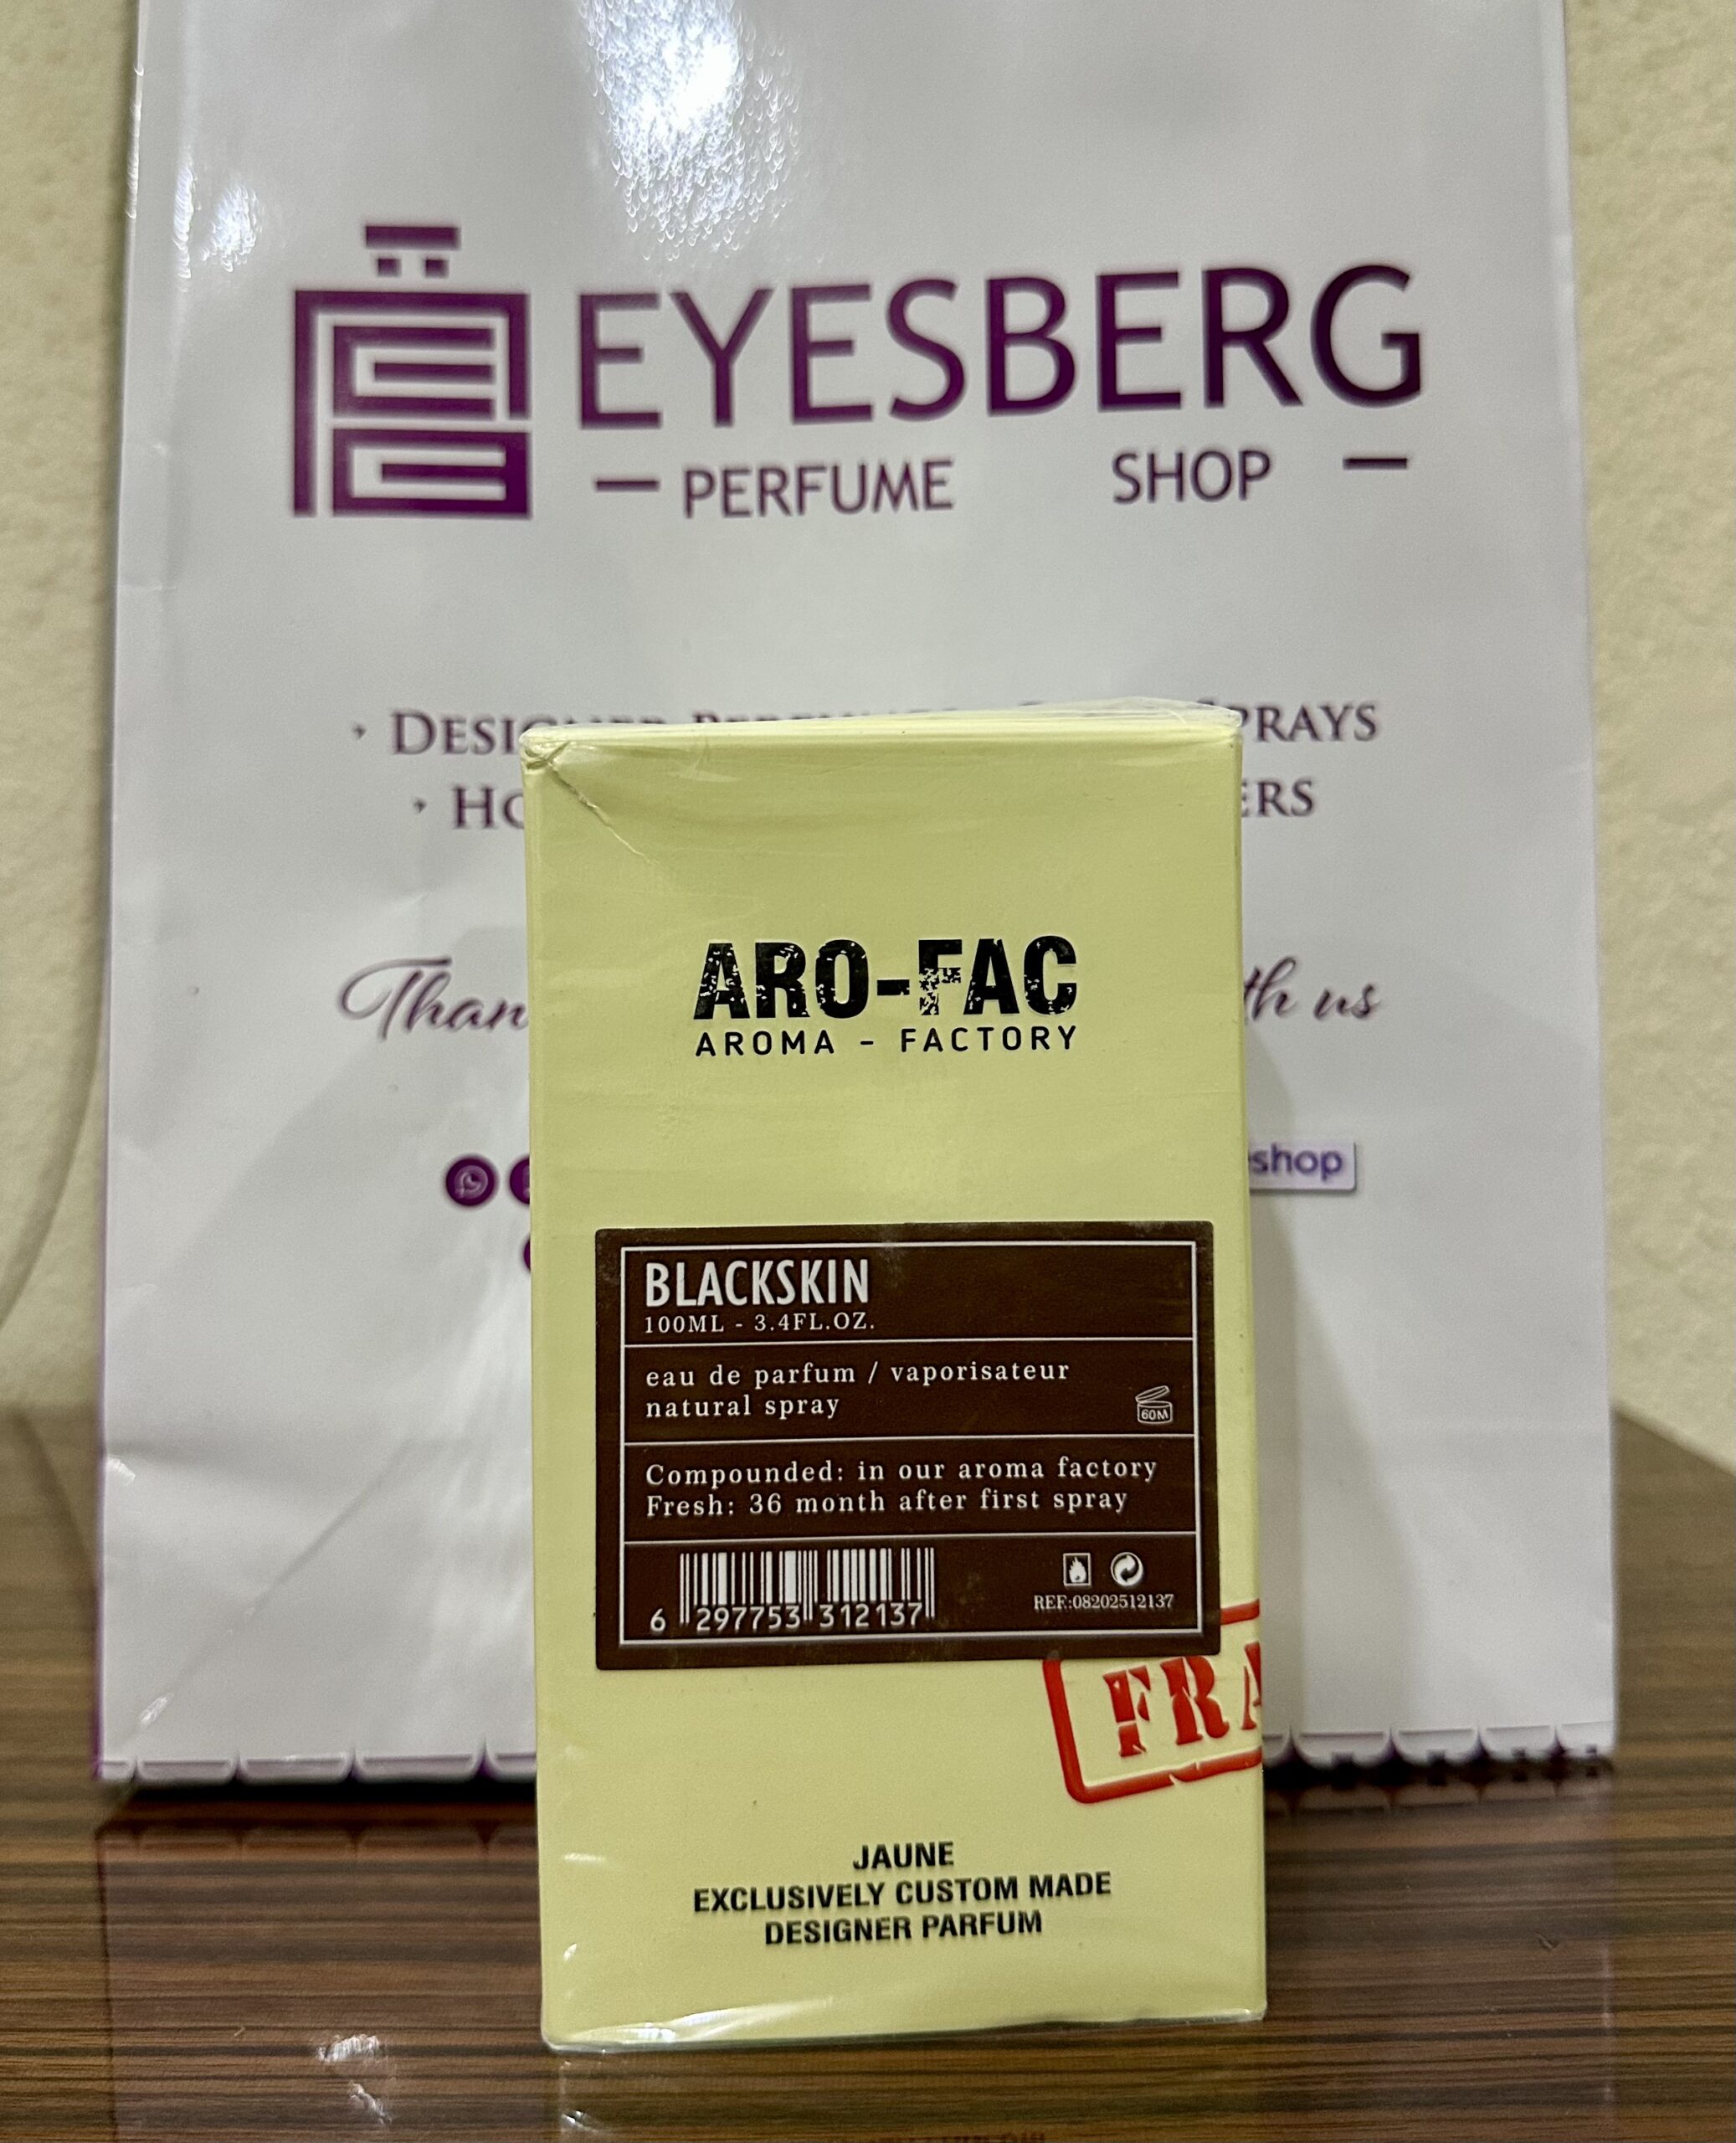 EYESBERG
PERFUME SHOP
ARO-FAC
AROMA - FACTORY
BLACKSKIN
100ML - 3.4FL.OZ.
eau de parfum / vaporisateur
natural spray
60M
Compounded: in our aroma factory
Fresh: 36 month after first spray
6 297753 312137
REF:08202512137
FRA
JAUNE
EXCLUSIVELY CUSTOM MADE
DESIGNER PARFUM
us